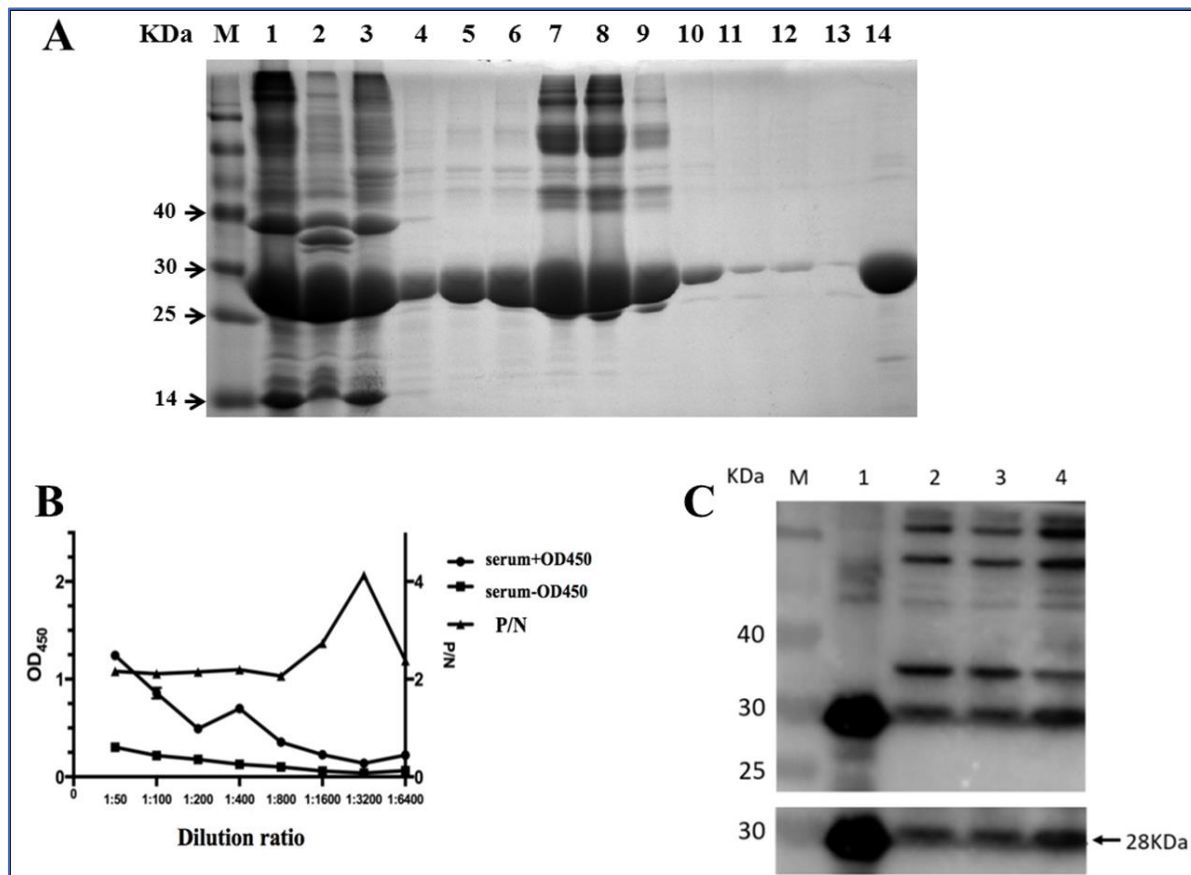 A
KDa M 1 2 3 4 5 6 7 8 9 10 11 12 13 14
40
30
25
14
B
OD450
2
1
0
0
4
2
0
P/N
1:50 1:100 1:200 1:400 1:800 1:1600 1:3200 1:6400
Dilution ratio
serum+OD450
serum-OD450
P/N
C
KDa M 1 2 3 4
40
30
25
30
28KDa